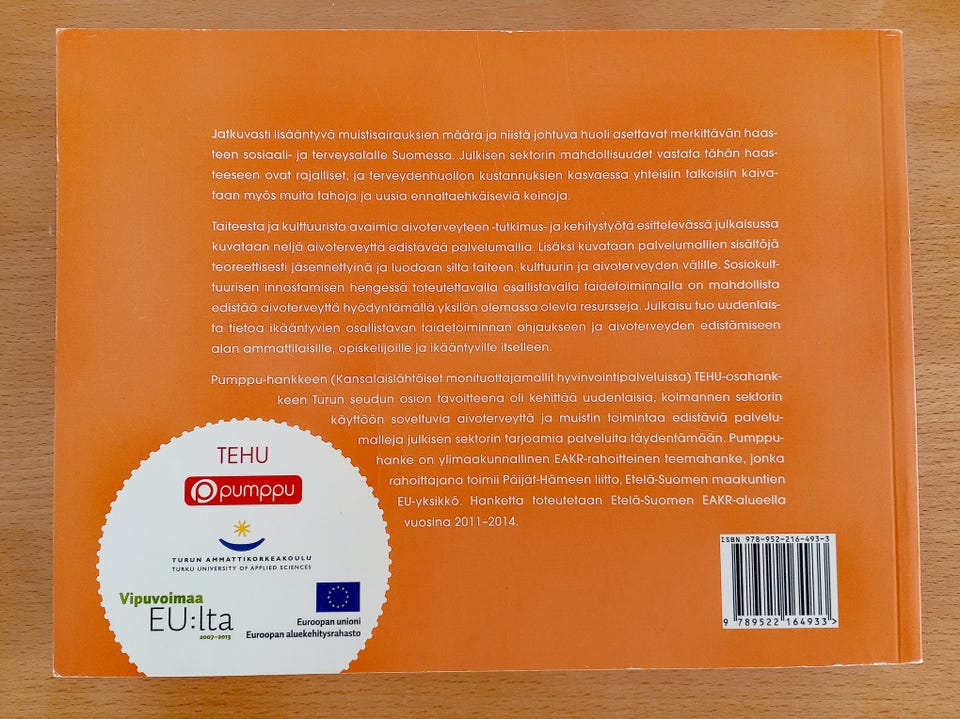 Jatkuvasti lisääntyvä muistisairauksien määrä ja niistä johtuva huoli asettavat merkittävän haas-
teen sosiaali- ja terveysalalle Suomessa. Julkisen sektorin mahdollisuudet vastata tähän haas-
teeseen ovat rajalliset, ja terveydenhuollon kustannuksien kasvaessa yhteisiin talkoisiin kaiva-
taan myös muita tahoja ja uusia ennaltaehkäiseviä keinoja.
Taiteesta ja kulttuurista avaimia aivoterveyteen -tutkimus- ja kehitystyötä esittelevässä julkaisussa
kuvataan neljä aivoterveyttä edistävää palvelumallia. Lisäksi kuvataan palvelumallien sisältöjä
teoreettisesti jäsennettyinä ja luodaan silta taiteen, kulttuurin ja aivoterveyden välille. Sosiokult-
tuurisen innostamisen hengessä toteutettavalla osallistavalla taidetoiminnalla on mahdollista
edistää aivoterveyttä hyödyntämällä yksilön olemassa olevia resursseja. Julkaisu tuo uudenlais-
ta tietoa ikääntyvien osallistavan taidetoiminnan ohjaukseen ja aivoterveyden edistämiseen
alan ammattilaisille, opiskelijoille ja ikääntyville itselleen.
Pumppu-hankkeen (Kansalaislähtöiset monituottajamallit hyvinvointipalveluissa) TEHU-osahank-
keen Turun seudun osion tavoitteena oli kehittää uudenlaisia, kolmannen sektorin
käyttöön soveltuvia aivoterveyttä ja muistin toimintaa edistäviä palvelu-
malleja julkisen sektorin tarjoamia palveluita täydentämään. Pumppu-
hanke on ylimaakunnallinen EAKR-rahoitteinen teemahanke, jonka
rahoittajana toimii Päijät-Hämeen liitto, Etelä-Suomen maakuntien
EU-yksikkö. Hanketta toteutetaan Etelä-Suomen EAKR-alueella
vuosina 2011–2014.
TEHU
pumppu
TURUN AMMATTIKORKEAKOULU
TURKU UNIVERSITY OF APPLIED SCIENCES
Vipuvoimaa
EU:lta
2007–2013
Euroopan unioni
Euroopan aluekehitysrahasto
ISBN 978-952-216-493-3
9 789522 164933 >